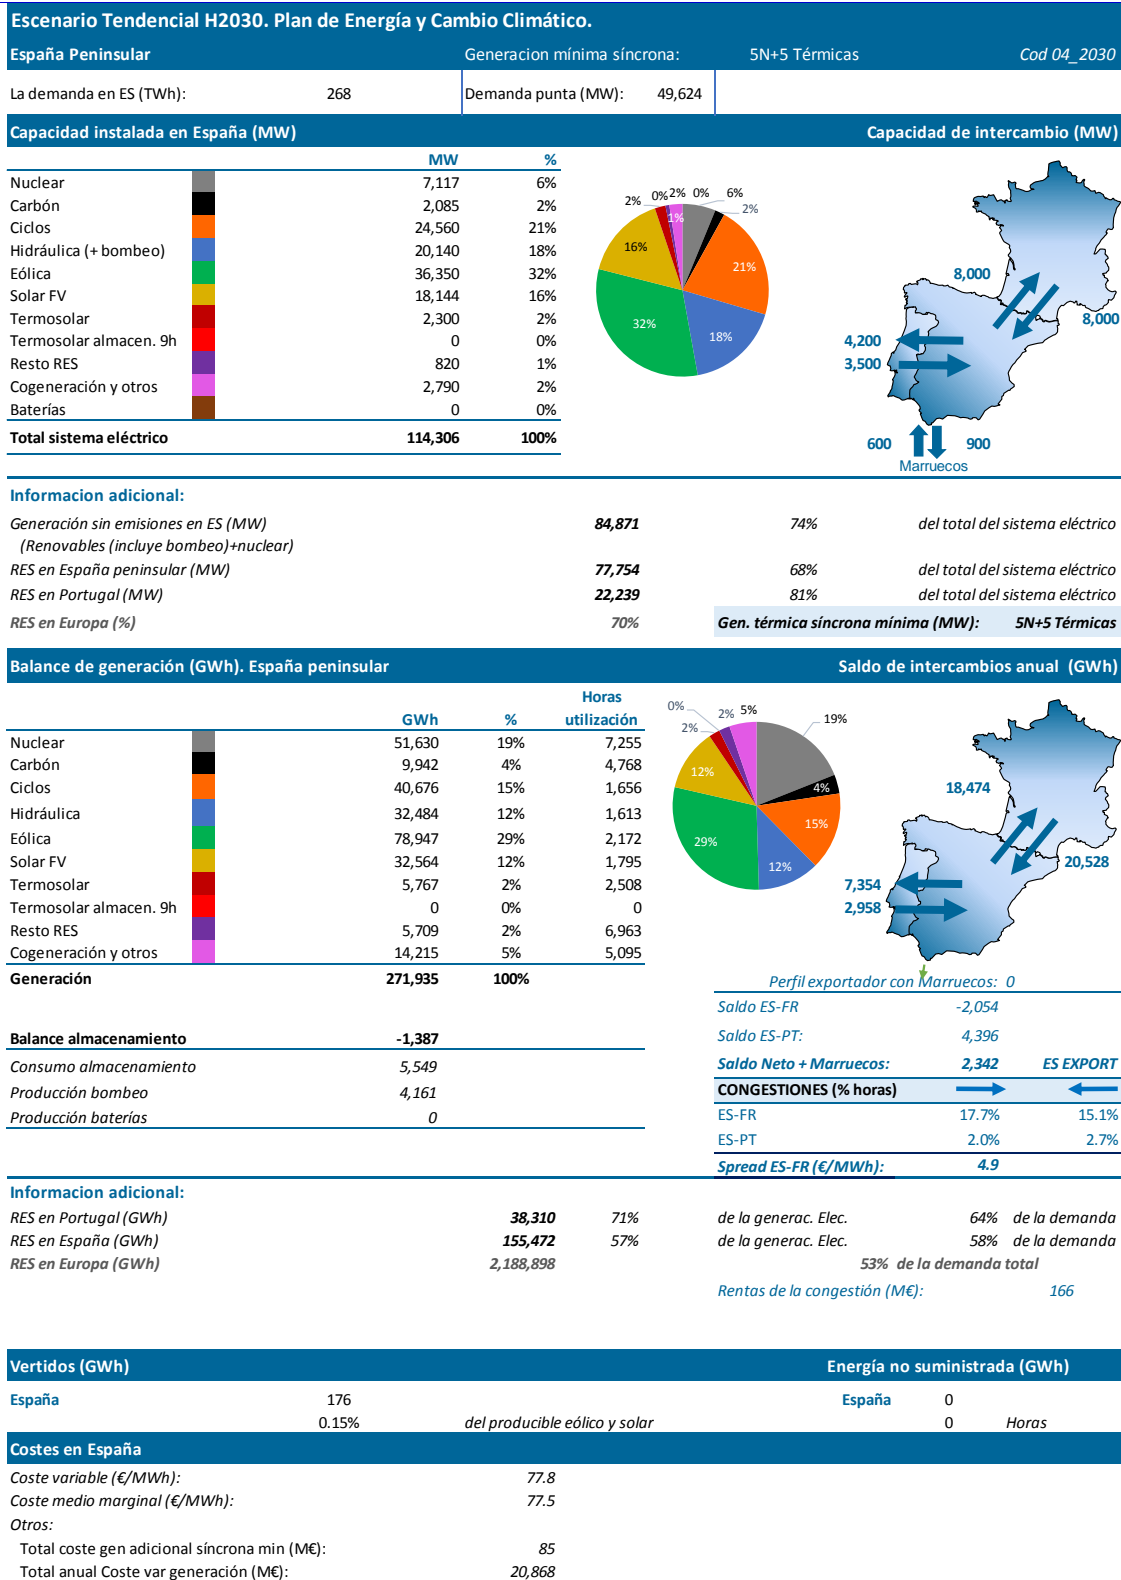 Escenario Tendencial H2030. Plan de Energía y Cambio Climático.
España Peninsular Generacion mínima síncrona: 5N+5 Térmicas Cod 04_2030
La demanda en ES (TWh): 268 Demanda punta (MW): 49,624
Capacidad instalada en España (MW) Capacidad de intercambio (MW)
MW %
Nuclear 7,117 6%
Carbón 2,085 2%
Ciclos 24,560 21%
Hidráulica (+ bombeo) 20,140 18%
Eólica 36,350 32%
Solar FV 18,144 16%
Termosolar 2,300 2%
Termosolar almacen. 9h 0 0%
Resto RES 820 1%
Cogeneración y otros 2,790 2%
Baterías 0 0%
Total sistema eléctrico 114,306 100%
2% 0% 2% 0% 6%
1% 2%
16%
21%
32%
18%
8,000
8,000
4,200
3,500
600 900
Marruecos
Informacion adicional:
Generación sin emisiones en ES (MW) 84,871 74% del total del sistema eléctrico
(Renovables (incluye bombeo)+nuclear)
RES en España peninsular (MW) 77,754 68% del total del sistema eléctrico
RES en Portugal (MW) 22,239 81% del total del sistema eléctrico
RES en Europa (%) 70% Gen. térmica síncrona mínima (MW): 5N+5 Térmicas
Balance de generación (GWh). España peninsular Saldo de intercambios anual (GWh)
Horas
GWh % utilización
Nuclear 51,630 19% 7,255
Carbón 9,942 4% 4,768
Ciclos 40,676 15% 1,656
Hidráulica 32,484 12% 1,613
Eólica 78,947 29% 2,172
Solar FV 32,564 12% 1,795
Termosolar 5,767 2% 2,508
Termosolar almacen. 9h 0 0% 0
Resto RES 5,709 2% 6,963
Cogeneración y otros 14,215 5% 5,095
Generación 271,935 100%
0% 2% 5%
2% 19%
12%
4%
15%
29%
12%
18,474
20,528
7,354
2,958
Perfil exportador con Marruecos: 0
Saldo ES-FR -2,054
Saldo ES-PT: 4,396
Saldo Neto + Marruecos: 2,342 ES EXPORT
CONGESTIONES (% horas)
ES-FR 17.7% 15.1%
ES-PT 2.0% 2.7%
Spread ES-FR (€/MWh): 4.9
Balance almacenamiento -1,387
Consumo almacenamiento 5,549
Producción bombeo 4,161
Producción baterías 0
Informacion adicional:
RES en Portugal (GWh) 38,310 71% de la generac. Elec. 64% de la demanda
RES en España (GWh) 155,472 57% de la generac. Elec. 58% de la demanda
RES en Europa (GWh) 2,188,898 53% de la demanda total
Rentas de la congestión (M€): 166
Vertidos (GWh) Energía no suministrada (GWh)
España 176 España 0
0.15% del producible eólico y solar 0 Horas
Costes en España
Coste variable (€/MWh): 77.8
Coste medio marginal (€/MWh): 77.5
Otros:
Total coste gen adicional síncrona min (M€): 85
Total anual Coste var generación (M€): 20,868